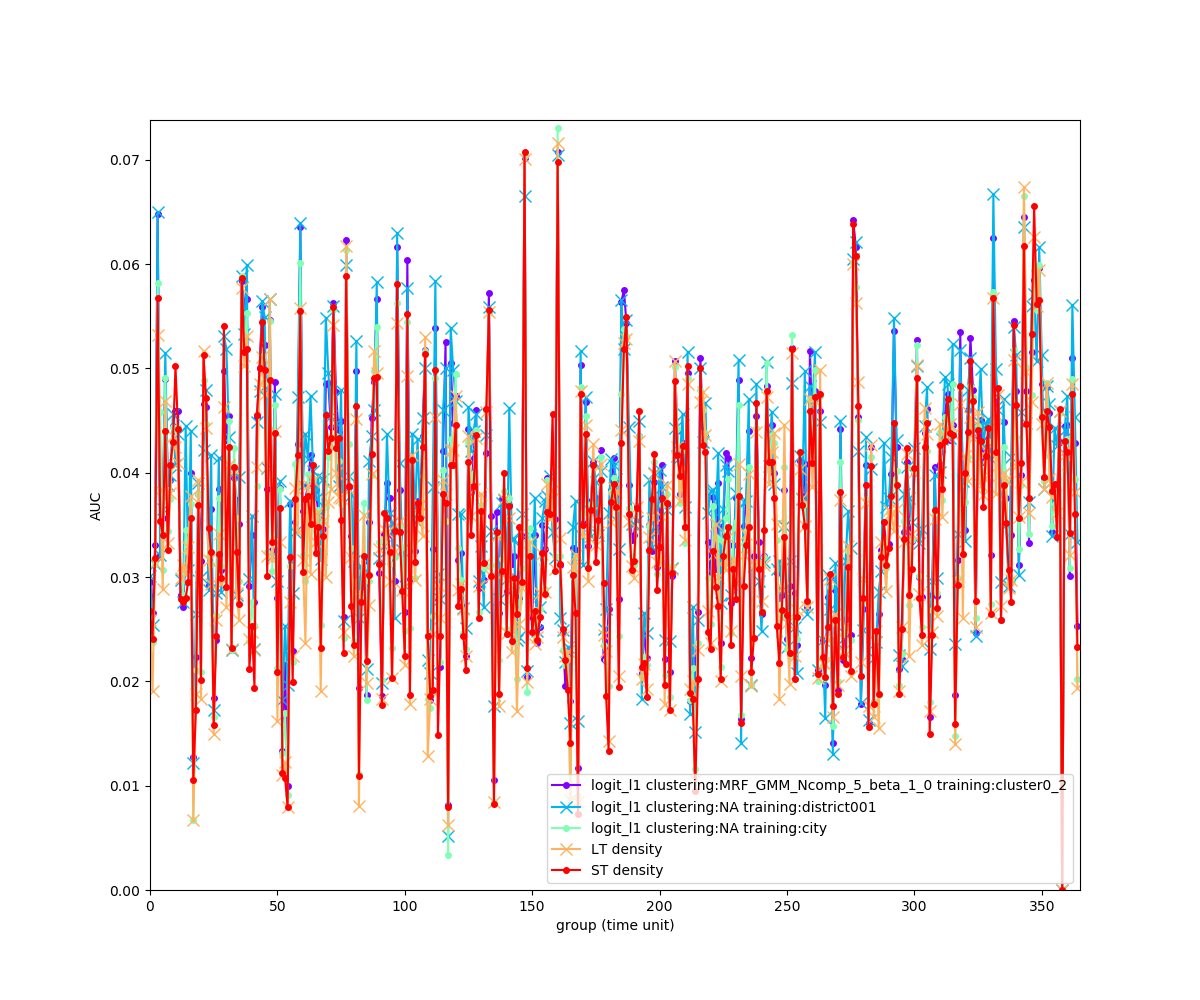 0.07
0.06
0.05
0.04
0.03
0.02
0.01
0.00
AUC
logit_l1 clustering:MRF_GMM_Ncomp_5_beta_1_0 training:cluster0_2
logit_l1 clustering:NA training:district001
logit_l1 clustering:NA training:city
LT density
ST density
0 50 100 150 200 250 300 350
group (time unit)